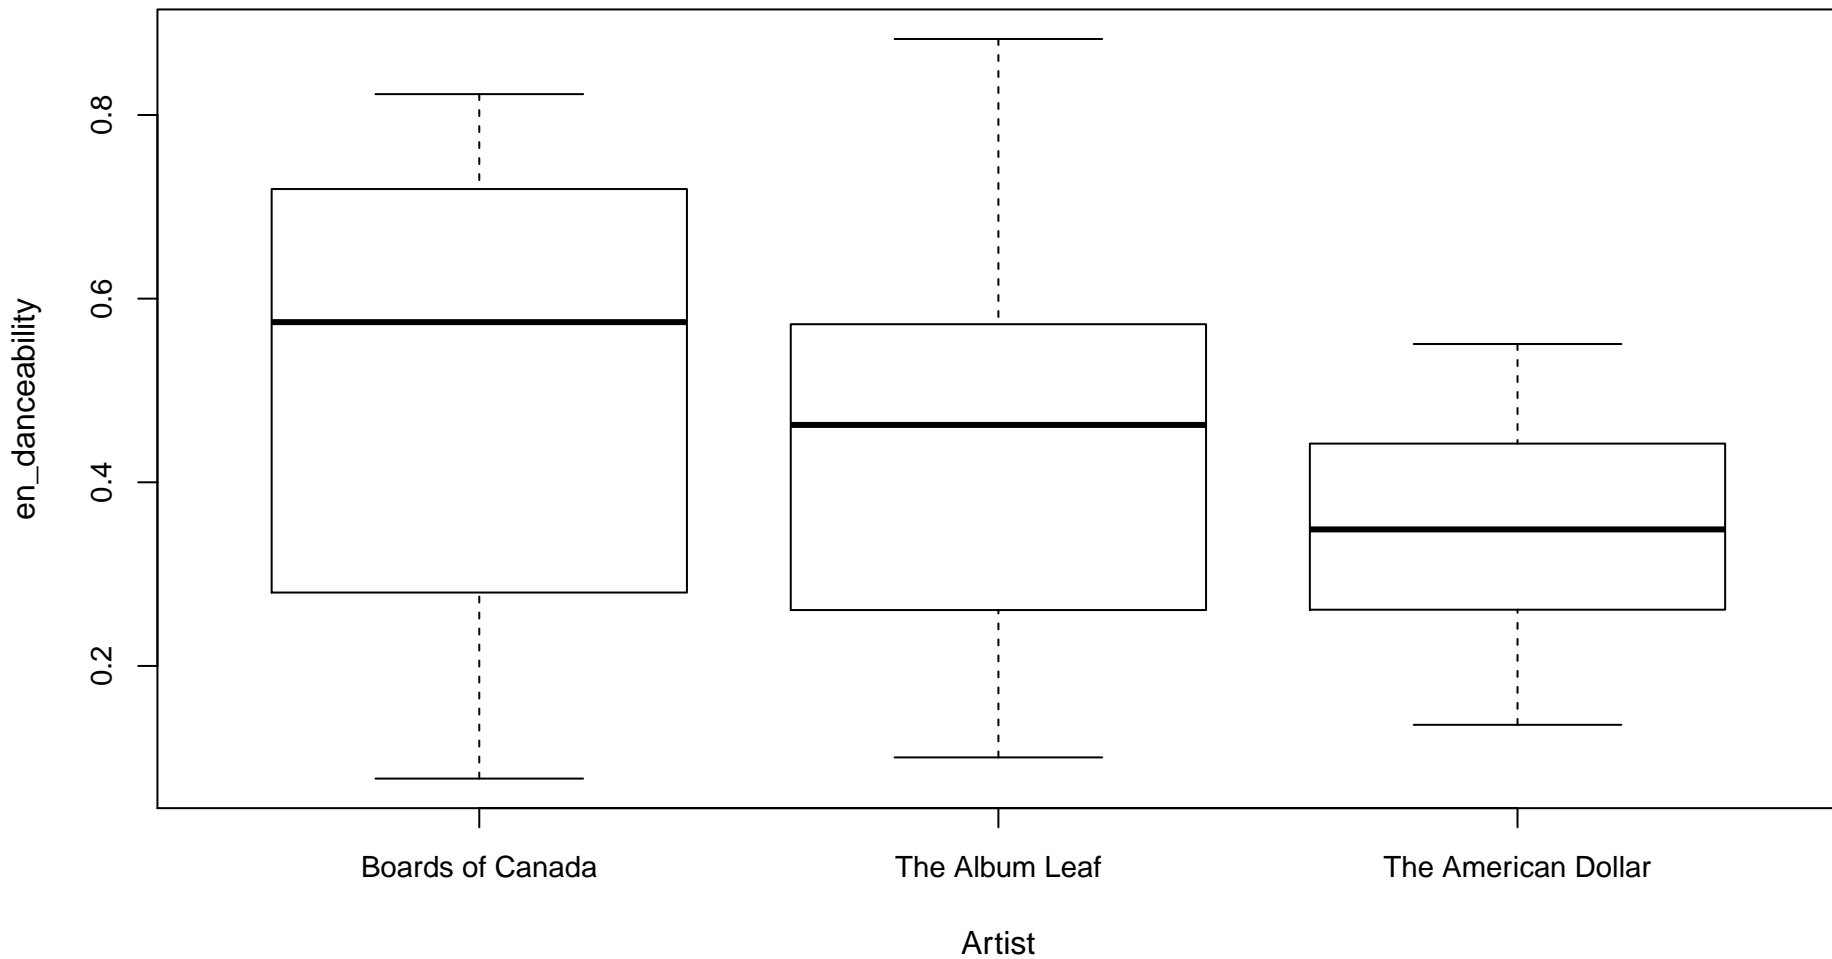 en_danceability
0.8
0.6
0.4
0.2
Boards of Canada
The Album Leaf
The American Dollar
Artist